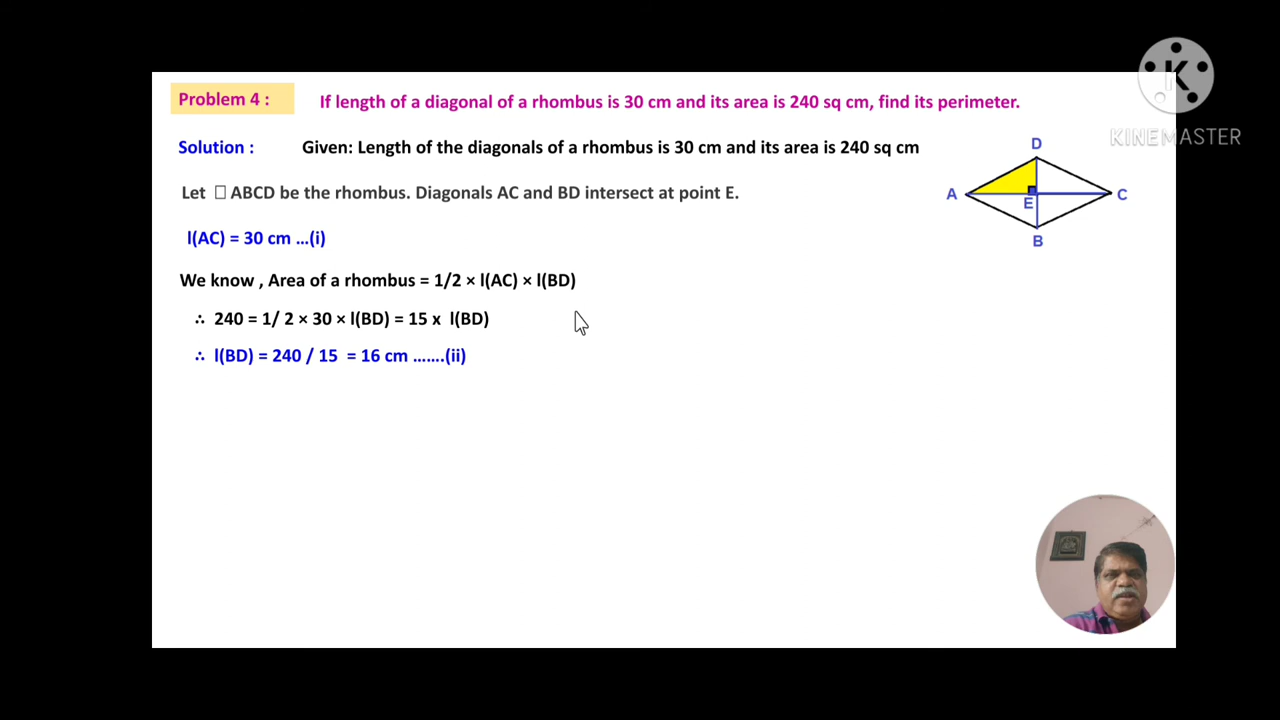 Problem 4 :
If length of a diagonal of a rhombus is 30 cm and its area is 240 sq cm, find its perimeter.
K
KINEMASTER
Solution :
Given: Length of the diagonals of a rhombus is 30 cm and its area is 240 sq cm
D
Let □ ABCD be the rhombus. Diagonals AC and BD intersect at point E.
A
E
C
B
l(AC) = 30 cm ...(i)
We know , Area of a rhombus = 1/2 × l(AC) × l(BD)
∴ 240 = 1/ 2 × 30 × l(BD) = 15 x l(BD)
∴ l(BD) = 240 / 15 = 16 cm .......(ii)